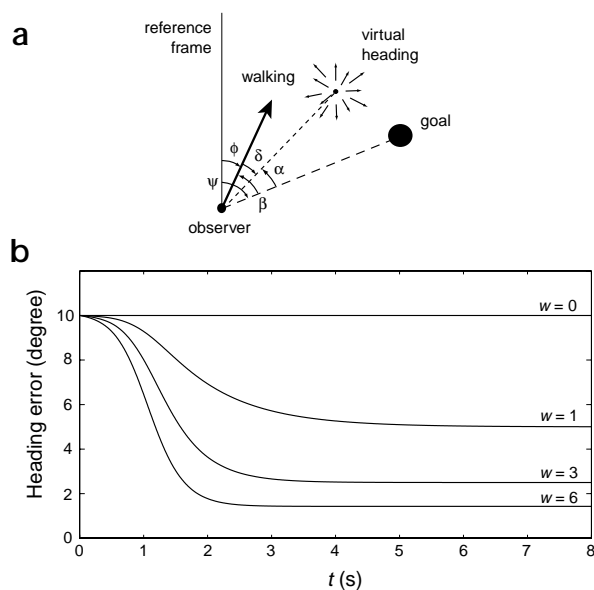 a
reference
frame
virtual
heading
walking
goal
ϕ
δ
α
ψ
β
observer
b
Heading error (degree)
10
8
6
4
2
0
w = 0
w = 1
w = 3
w = 6
0 1 2 3 4 5 6 7 8
t (s)